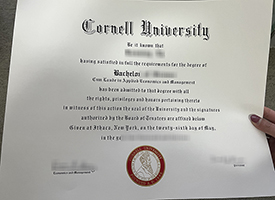 Cornell University
Be it known that
having satisfied in full the requirements for the degree of
Bachelor
Cum Laude in Applied Economics and Management
has been admitted to that degree with all
the rights, privileges and honors pertaining thereto
in witness of this action the seal of the University and the signatures
authorized by the Board of Trustees are affixed below
Given at Ithaca, New York, on the twenty-sixth day of May,
in the
Economics and Management